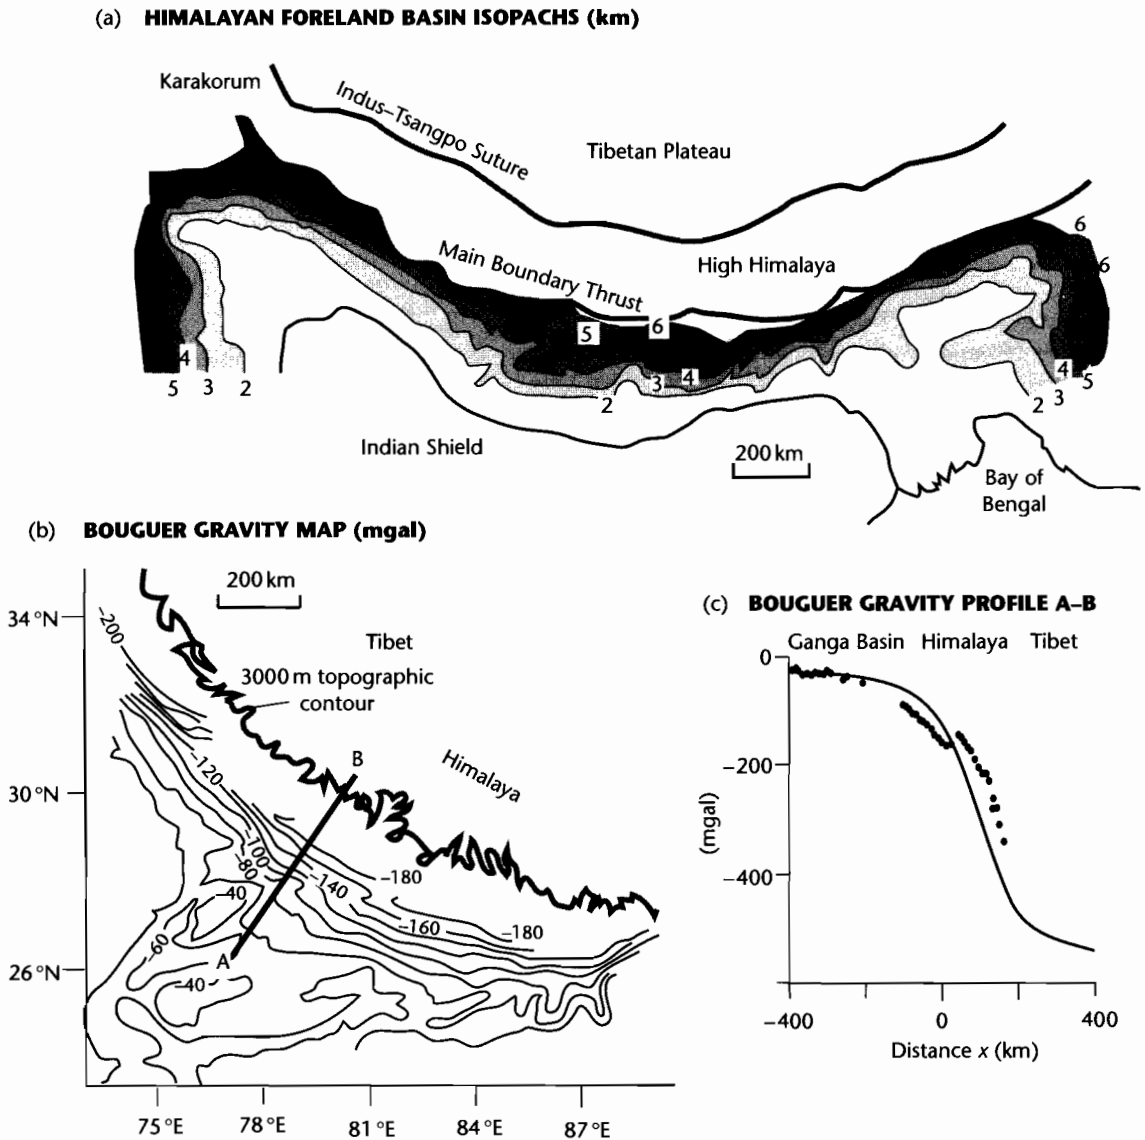 (a) HIMALAYAN FORELAND BASIN ISOPACHS (km)
Karakorum
Indus–Tsangpo Suture
Tibetan Plateau
Main Boundary Thrust
High Himalaya
6
6
5
6
4
5
3
2
3
4
2
4
5
3
2
Indian Shield
200 km
Bay of
Bengal
(b) BOUGUER GRAVITY MAP (mgal)
200 km
34 °N
30 °N
26 °N
–200
Tibet
3000 m topographic
contour
–120
B
Himalaya
–100
–80
–40
–140
–180
–160
–180
–60
A
–40
75 °E
78 °E
81 °E
84 °E
87 °E
(c) BOUGUER GRAVITY PROFILE A–B
Ganga Basin Himalaya Tibet
0
–200
–400
(mgal)
–400
0
400
Distance x (km)